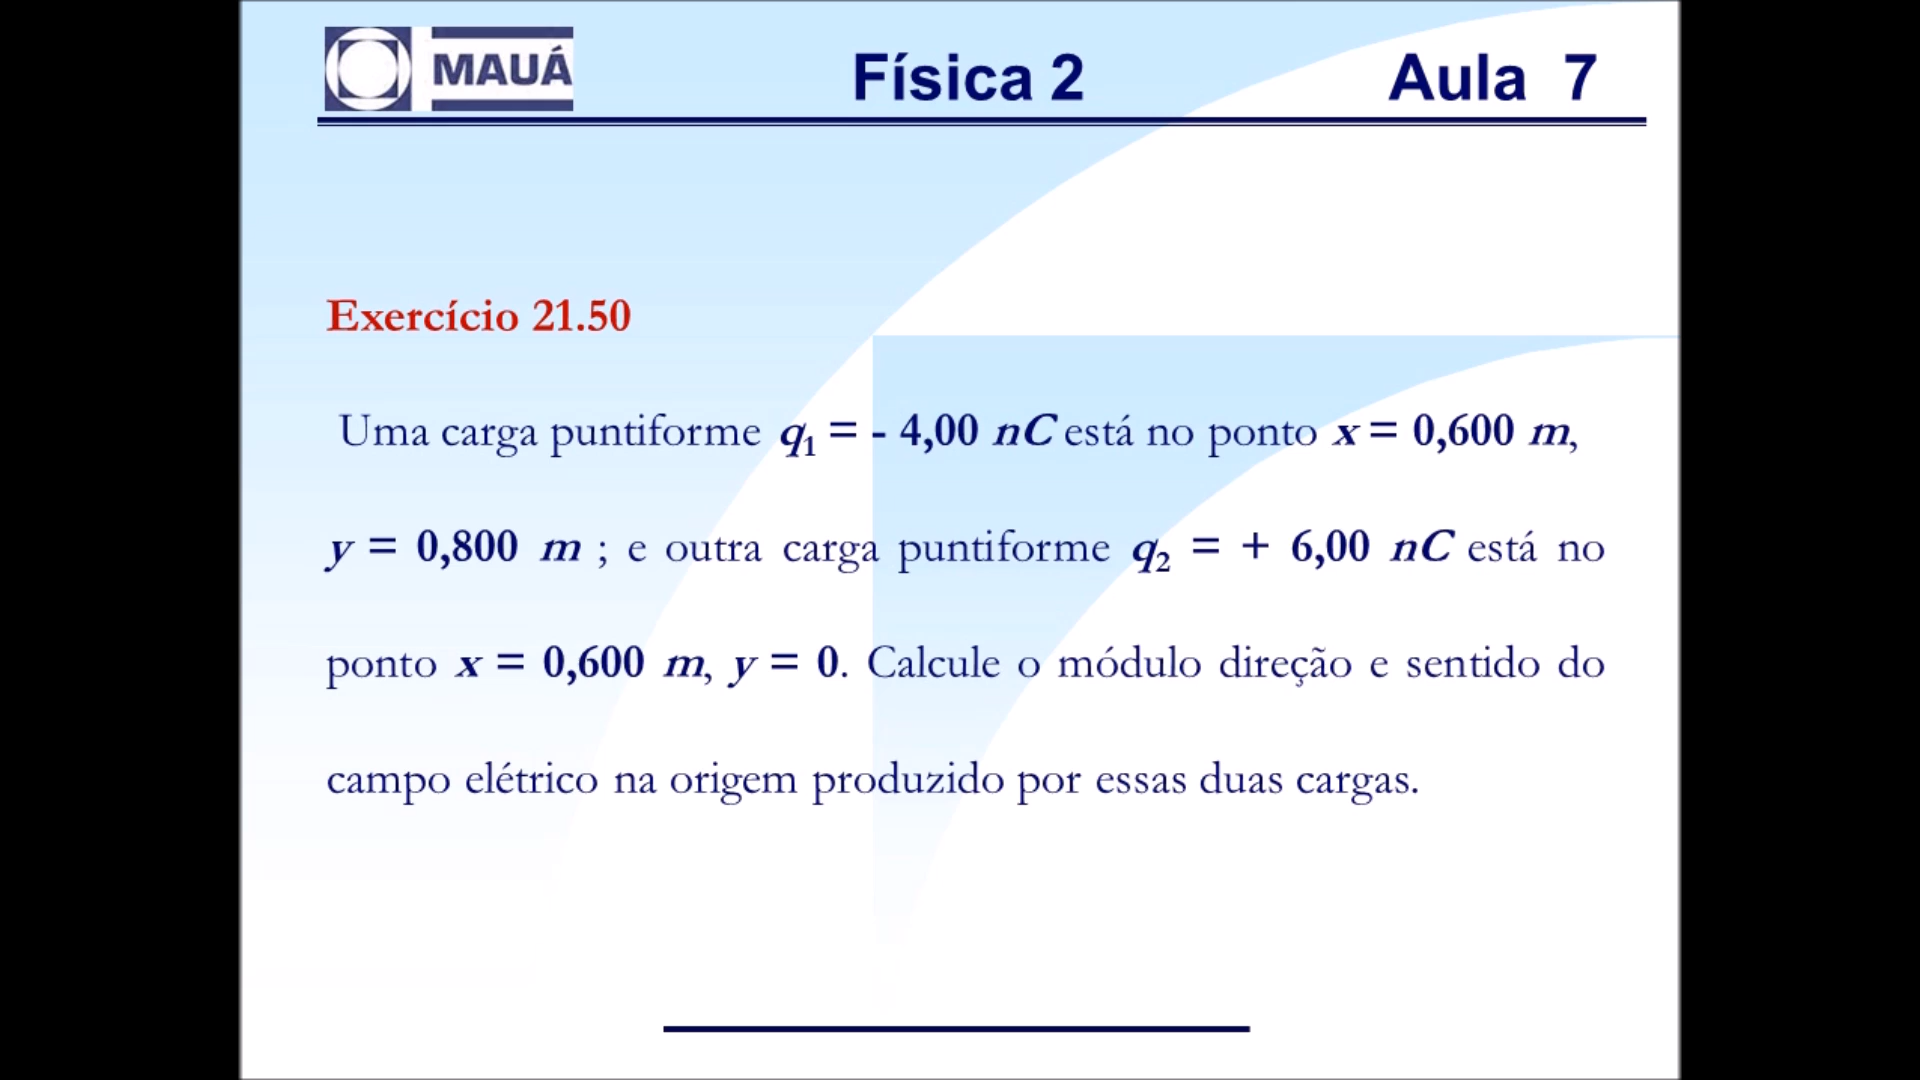 MAUÁ
Física 2
Aula 7
Exercício 21.50
Uma carga puntiforme q₁ = - 4,00 nC está no ponto x = 0,600 m,
y = 0,800 m ; e outra carga puntiforme q₂ = + 6,00 nC está no
ponto x = 0,600 m, y = 0. Calcule o módulo direção e sentido do
campo elétrico na origem produzido por essas duas cargas.